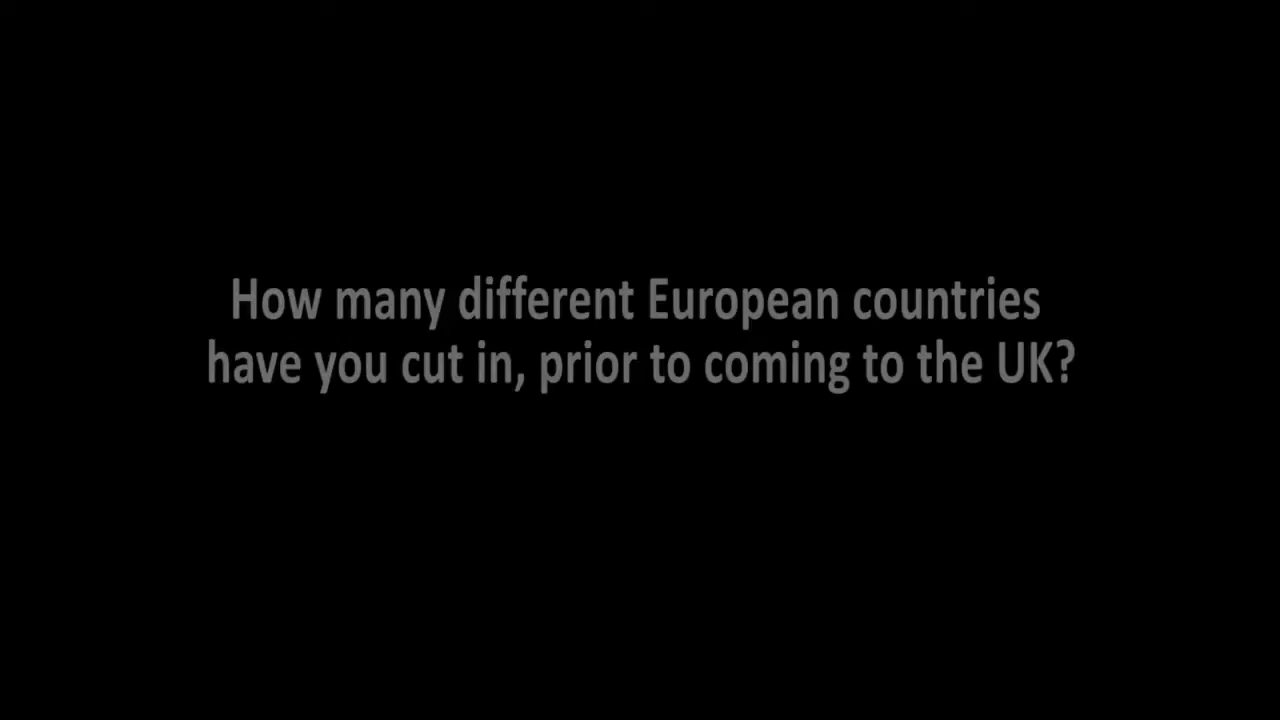 How many different European countries
have you cut in, prior to coming to the UK?